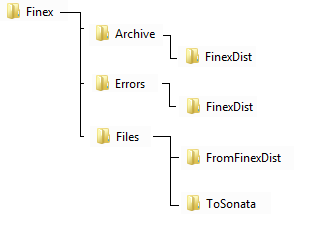 Finex
Archive
FinexDist
Errors
FinexDist
Files
FromFinexDist
ToSonata